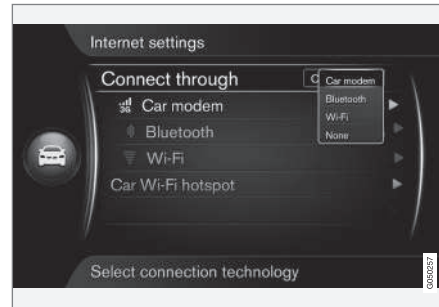 Internet settings
Connect through
Car modem
Bluetooth
Wi-Fi
None
3G Car modem
Bluetooth
Wi-Fi
Car Wi-Fi hotspot
Select connection technology
G050257